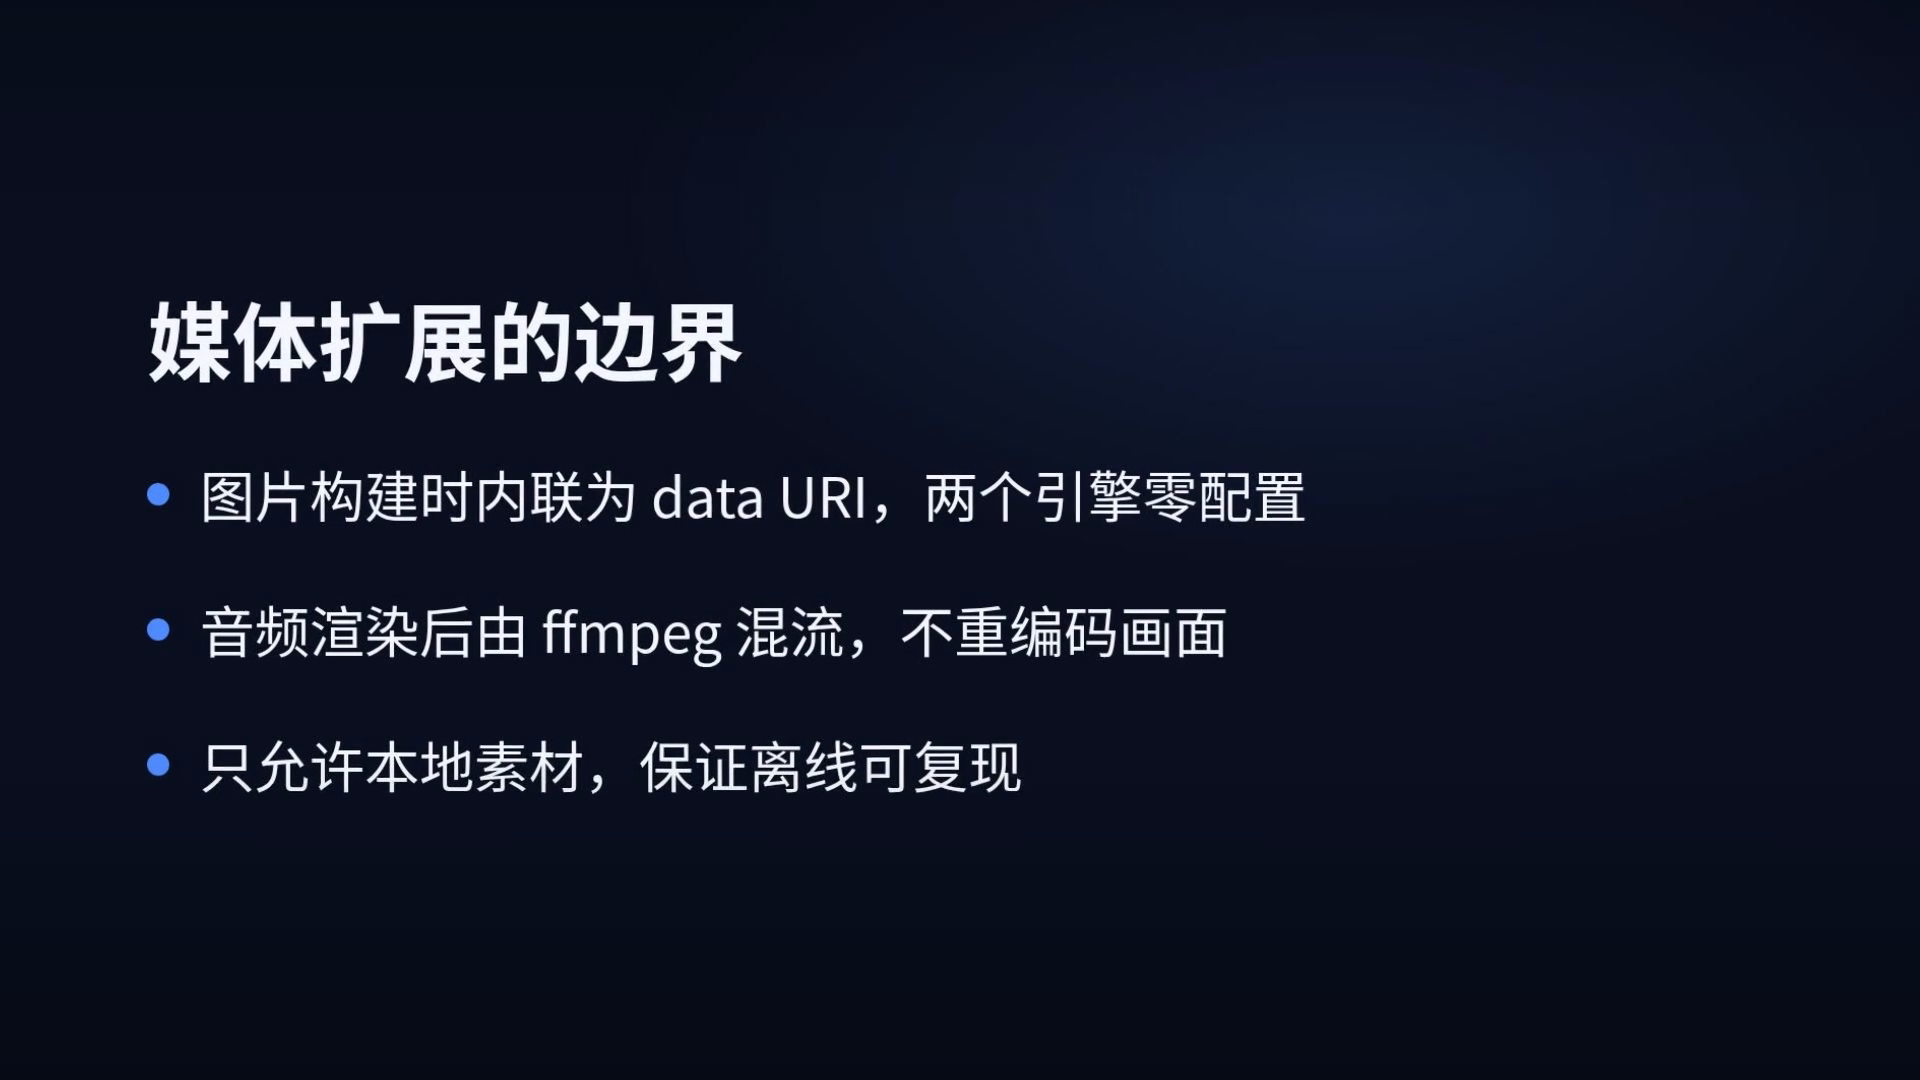 媒体扩展的边界
图片构建时内联为 data URI，两个引擎零配置
音频渲染后由 ffmpeg 混流，不重编码画面
只允许本地素材，保证离线可复现